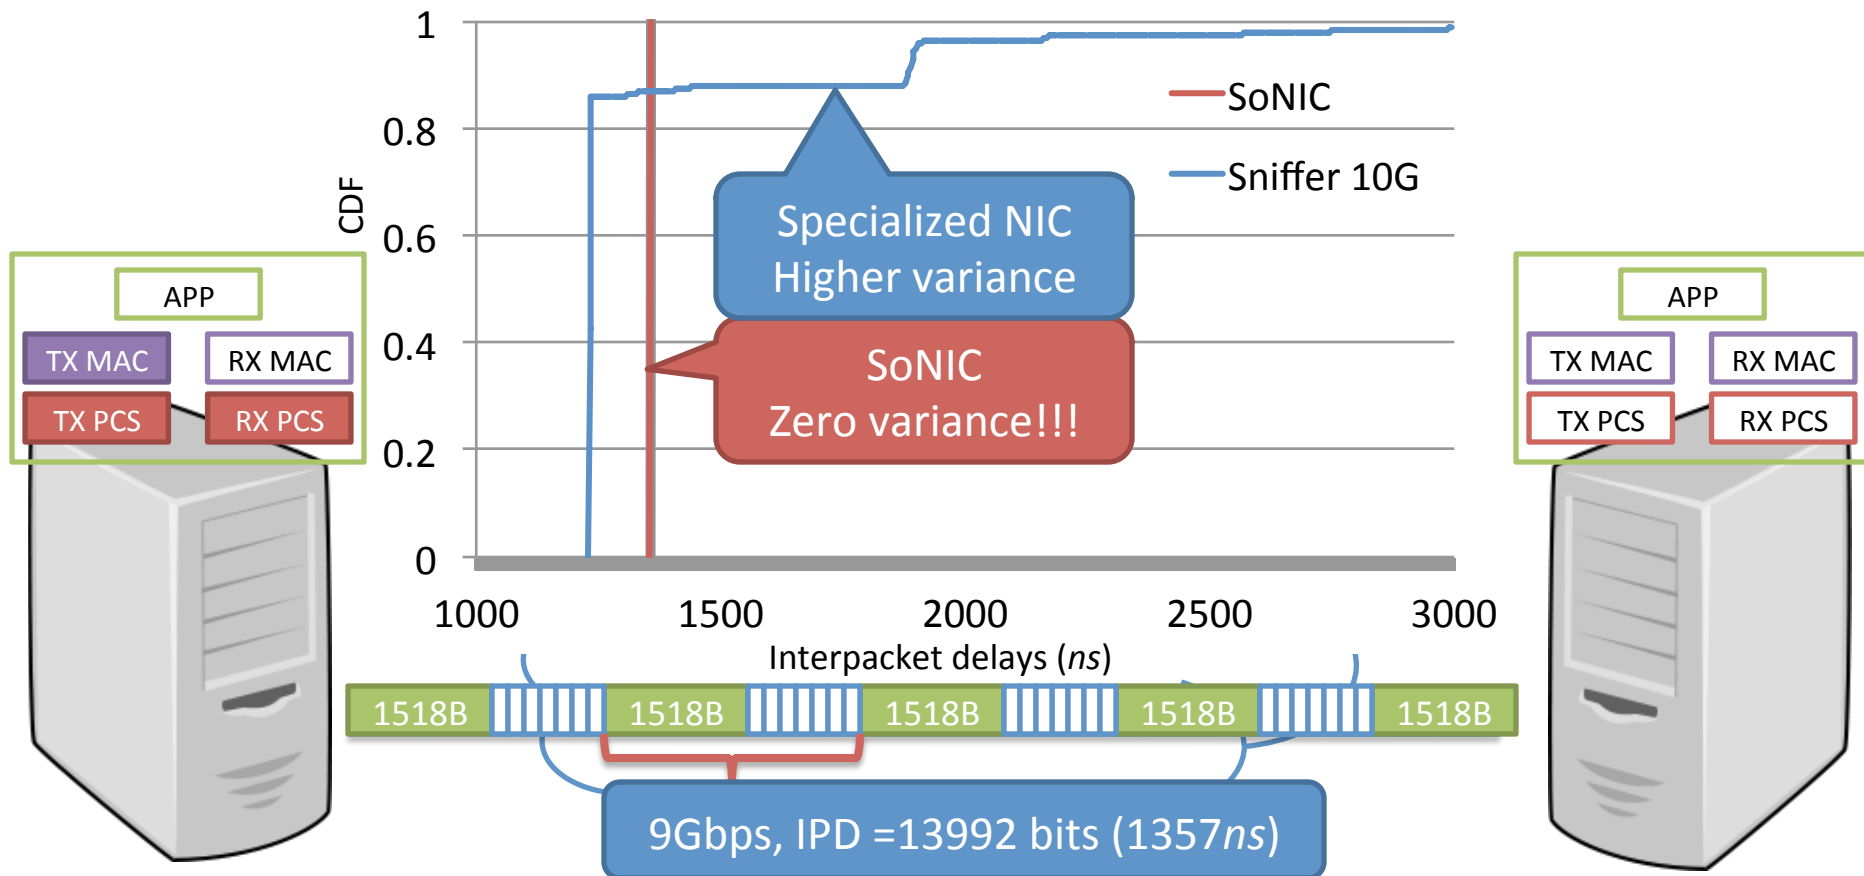 1
0.8
0.6
0.4
0.2
0
CDF
1000 1500 2000 2500 3000
Interpacket delays (ns)
SoNIC
Sniffer 10G
Specialized NIC
Higher variance
SoNIC
Zero variance!!!
APP
TX MAC RX MAC
TX PCS RX PCS
APP
TX MAC RX MAC
TX PCS RX PCS
1518B 1518B 1518B 1518B 1518B
9Gbps, IPD =13992 bits (1357ns)